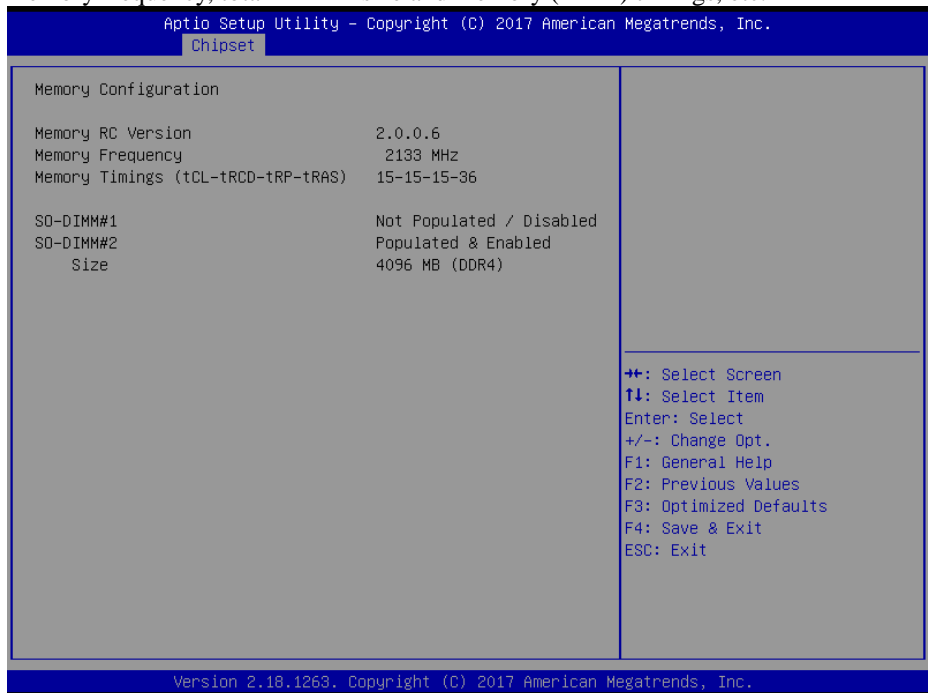 Aptio Setup Utility – Copyright (C) 2017 American Megatrends, Inc.
Chipset
Memory Configuration
Memory RC Version 2.0.0.6
Memory Frequency 2133 MHz
Memory Timings (tCL-tRCD-tRP-tRAS) 15-15-15-36
SO-DIMM#1 Not Populated / Disabled
SO-DIMM#2 Populated & Enabled
Size 4096 MB (DDR4)
→←: Select Screen
↑↓: Select Item
Enter: Select
+/-: Change Opt.
F1: General Help
F2: Previous Values
F3: Optimized Defaults
F4: Save & Exit
ESC: Exit
Version 2.18.1263. Copyright (C) 2017 American Megatrends, Inc.